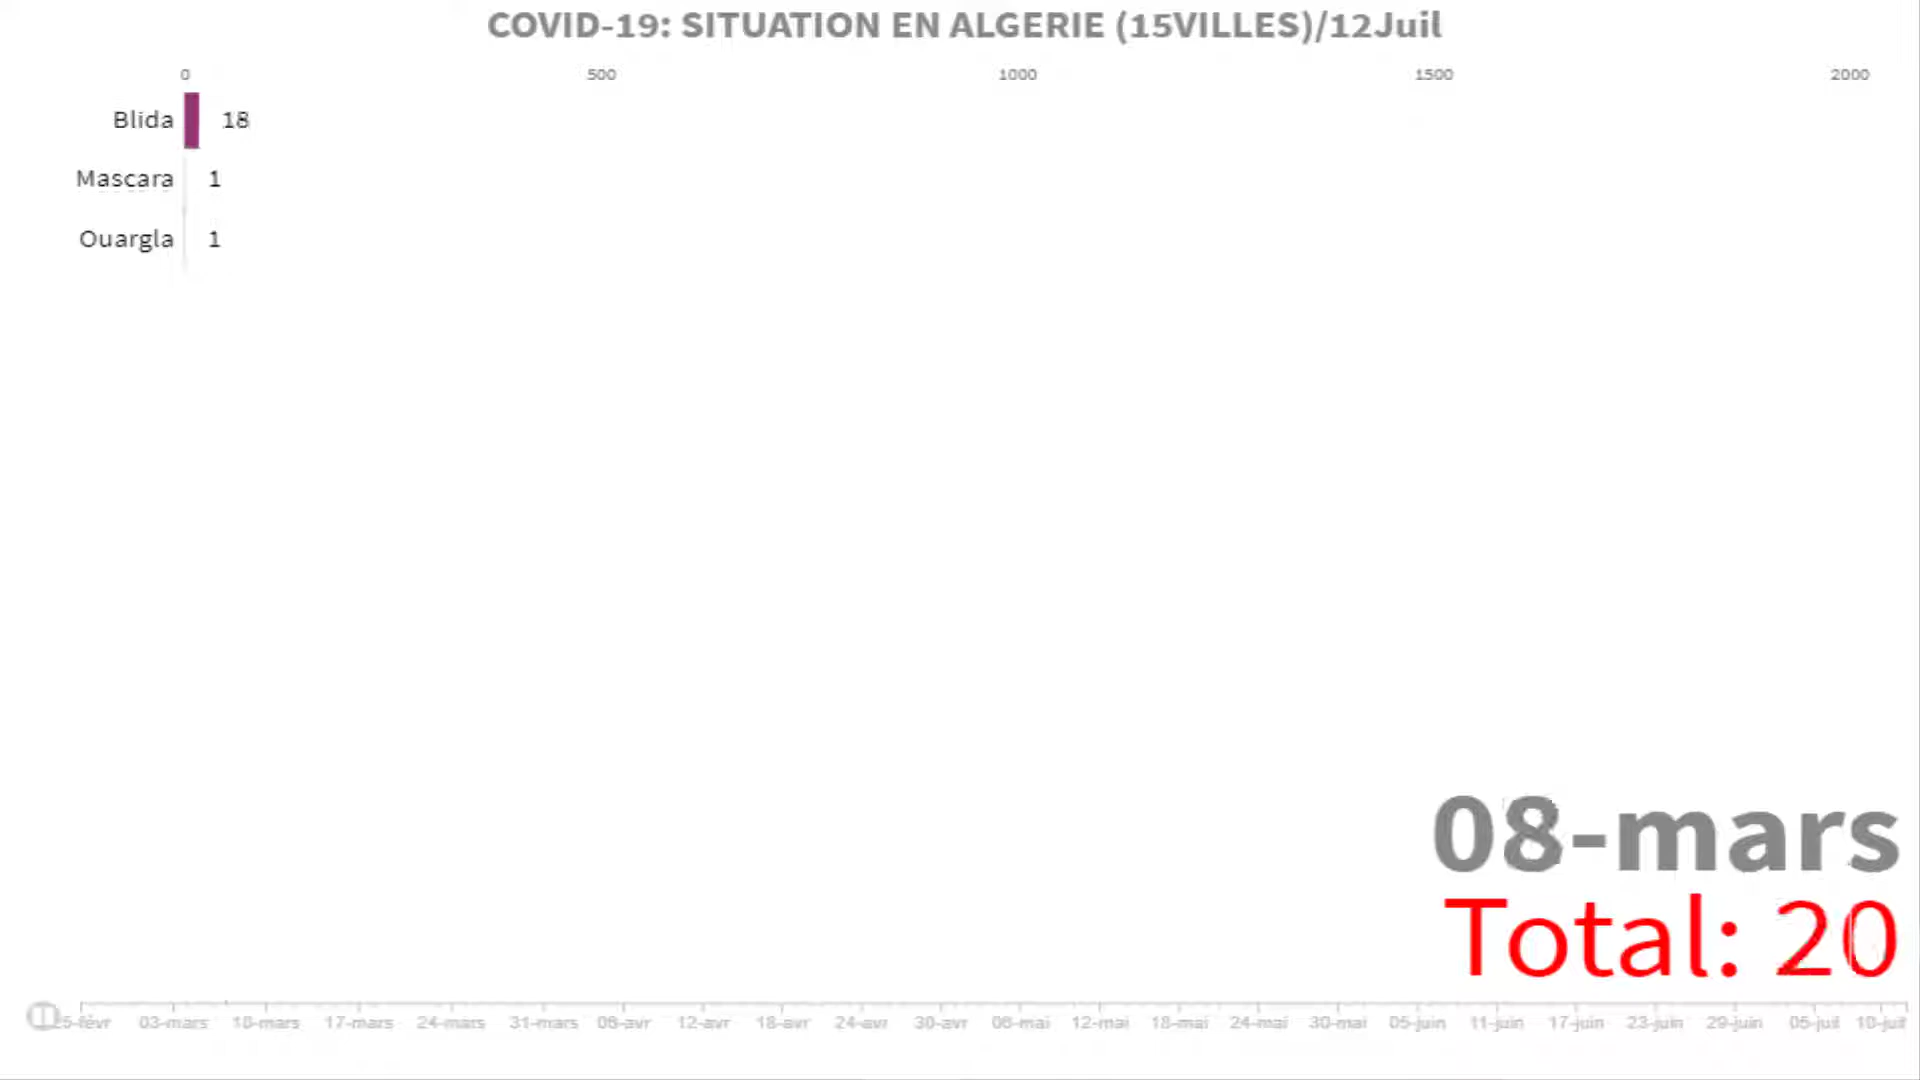 COVID-19: SITUATION EN ALGERIE (15VILLES)/12Juil
0 500 1000 1500 2000
Blida 18
Mascara 1
Ouargla 1
08-mars
Total: 20
03-mars 10-mars 17-mars 24-mars 31-mars 06-avr 12-avr 18-avr 24-avr 30-avr 06-mai 12-mai 18-mai 24-mai 30-mai 05-juin 11-juin 17-juin 23-juin 29-juin 05-juil 10-juil